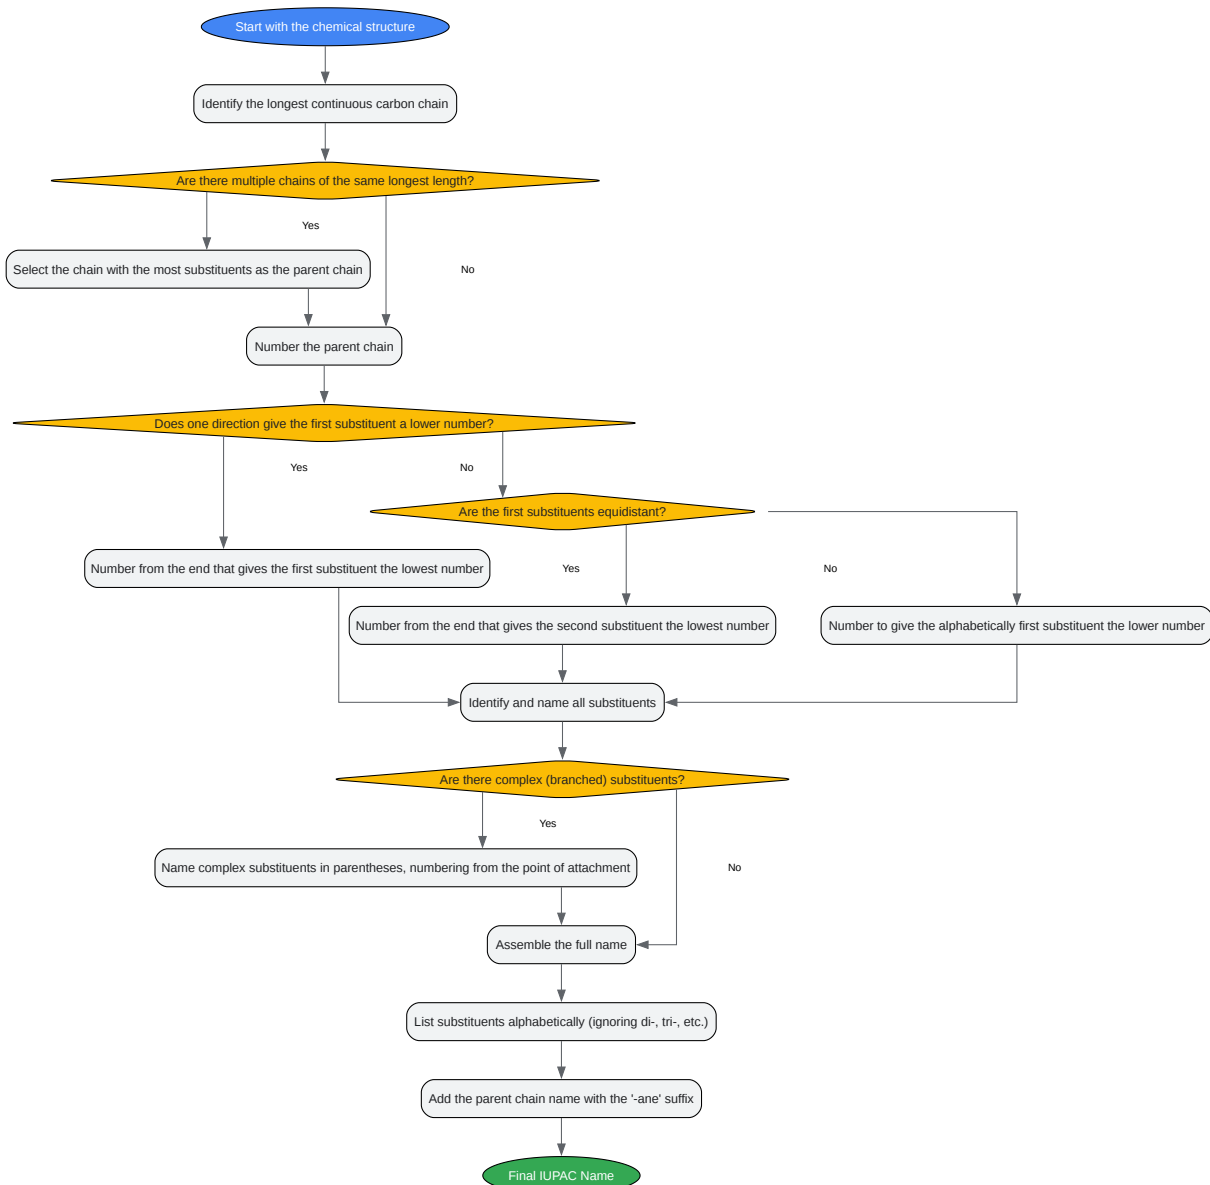 Start with the chemical structure
Identify the longest continuous carbon chain
Are there multiple chains of the same longest length?
Yes
Select the chain with the most substituents as the parent chain
No
Number the parent chain
Does one direction give the first substituent a lower number?
Yes
No
Are the first substituents equidistant?
Number from the end that gives the first substituent the lowest number
Yes
No
Number from the end that gives the second substituent the lowest number
Number to give the alphabetically first substituent the lower number
Identify and name all substituents
Are there complex (branched) substituents?
Yes
Name complex substituents in parentheses, numbering from the point of attachment
No
Assemble the full name
List substituents alphabetically (ignoring di-, tri-, etc.)
Add the parent chain name with the '-ane' suffix
Final IUPAC Name